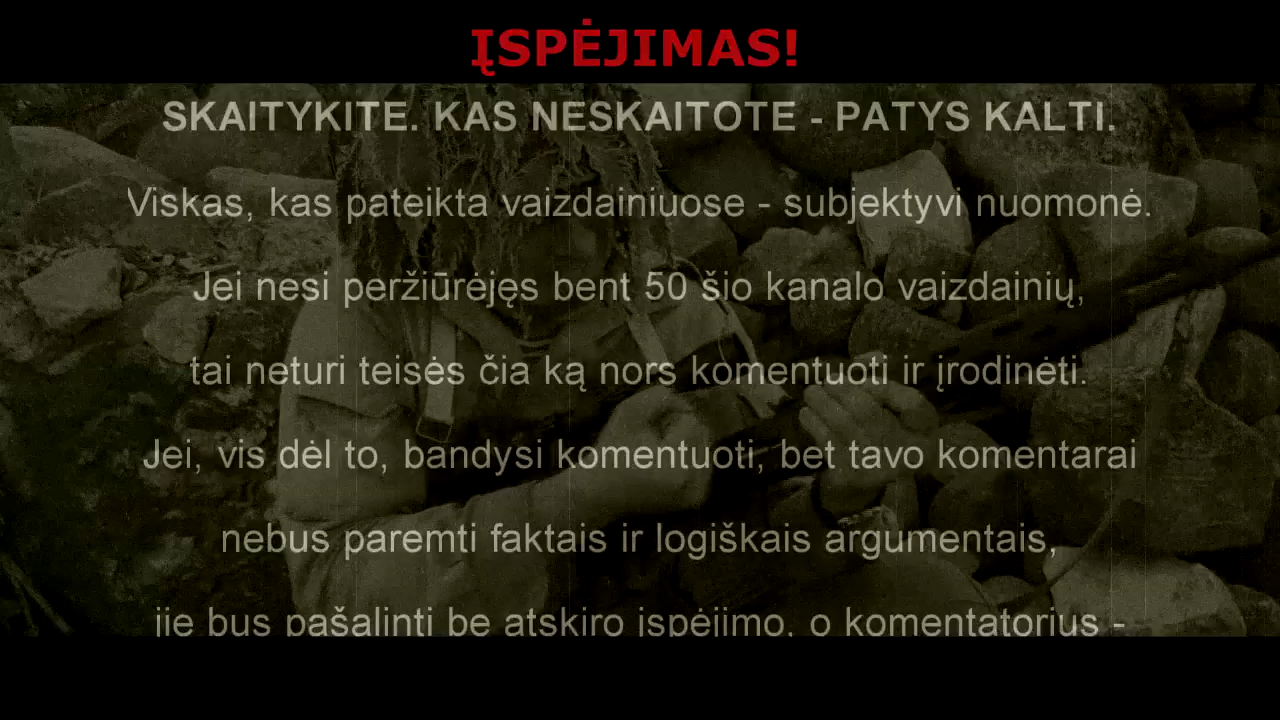 ĮSPĖJIMAS!
SKAITYKITE. KAS NESKAITOTE - PATYS KALTI.
Viskas, kas pateikta vaizdainiuose - subjektyvi nuomonė.
Jei nesi peržiūrėjęs bent 50 šio kanalo vaizdainių,
tai neturi teisės čia ką nors komentuoti ir įrodinėti.
Jei, vis dėl to, bandysi komentuoti, bet tavo komentarai
nebus paremti faktais ir logiškais argumentais,
jie bus pašalinti be atskiro įspėjimo, o komentatorius -